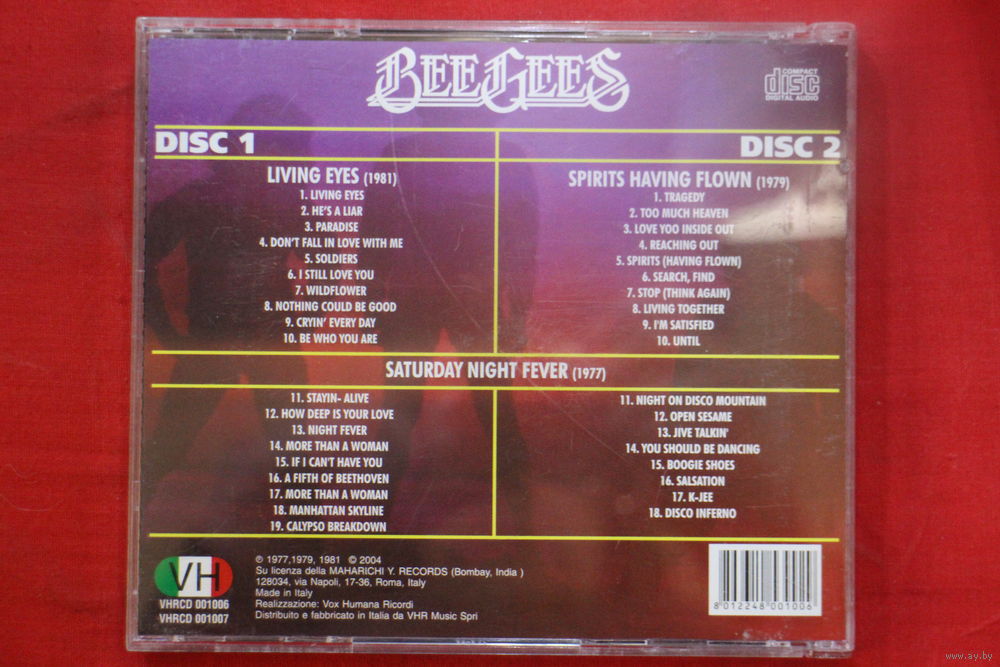 BEE GEES
COMPACT
disc
DIGITAL AUDIO
DISC 1
LIVING EYES (1981)
1. LIVING EYES
2. HE'S A LIAR
3. PARADISE
4. DON'T FALL IN LOVE WITH ME
5. SOLDIERS
6. I STILL LOVE YOU
7. WILDFLOWER
8. NOTHING COULD BE GOOD
9. CRYIN' EVERY DAY
10. BE WHO YOU ARE
DISC 2
SPIRITS HAVING FLOWN (1979)
1. TRAGEDY
2. TOO MUCH HEAVEN
3. LOVE YOO INSIDE OUT
4. REACHING OUT
5. SPIRITS (HAVING FLOWN)
6. SEARCH, FIND
7. STOP (THINK AGAIN)
8. LIVING TOGETHER
9. I'M SATISFIED
10. UNTIL
SATURDAY NIGHT FEVER (1977)
11. STAYIN- ALIVE
12. HOW DEEP IS YOUR LOVE
13. NIGHT FEVER
14. MORE THAN A WOMAN
15. IF I CAN'T HAVE YOU
16. A FIFTH OF BEETHOVEN
17. MORE THAN A WOMAN
18. MANHATTAN SKYLINE
19. CALYPSO BREAKDOWN
11. NIGHT ON DISCO MOUNTAIN
12. OPEN SESAME
13. JIVE TALKIN'
14. YOU SHOULD BE DANCING
15. BOOGIE SHOES
16. SALSATION
17. K-JEE
18. DISCO INFERNO
VH
VHRCD 001006
VHRCD 001007
℗ 1977,1979, 1981 © 2004
Su licenza della MAHARICHI Y. RECORDS (Bombay, India )
128034, via Napoli, 17-36, Roma, Italy
Made in Italy
Realizzazione: Vox Humana Ricordi
Distribuito e fabbricato in Italia da VHR Music Spri
8 012248 001006
www.ay.by